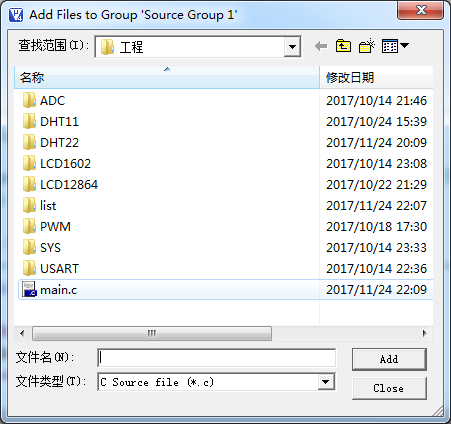 Add Files to Group 'Source Group 1'
查找范围(I): 工程
名称 修改日期
ADC 2017/10/14 21:46
DHT11 2017/10/24 15:39
DHT22 2017/11/24 20:09
LCD1602 2017/10/14 23:08
LCD12864 2017/10/22 21:29
list 2017/11/24 22:07
PWM 2017/10/18 17:30
SYS 2017/10/14 23:33
USART 2017/10/14 22:36
main.c 2017/11/24 22:09
文件名(N): Add
文件类型(T): C Source file (*.c) Close